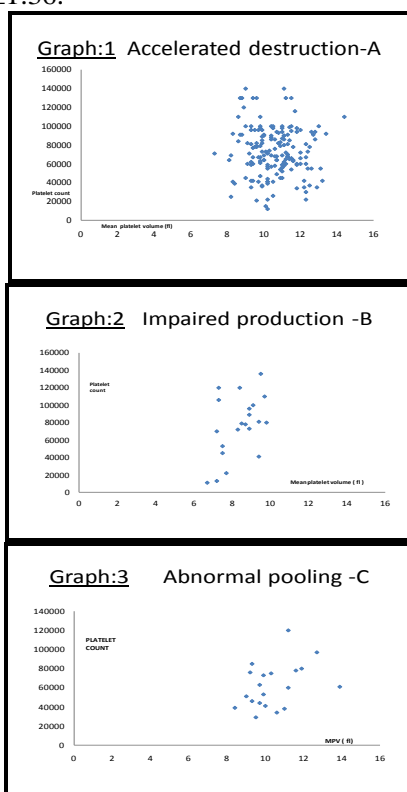 Graph:1 Accelerated destruction-A
160000
140000
120000
100000
80000
60000
40000
Platelet count
20000
0
Mean platelet volume (fl)
0 2 4 6 8 10 12 14 16
Graph:2 Impaired production -B
160000
140000
Platelet
count
120000
100000
80000
60000
40000
20000
Mean platelet volume ( fl )
0
0 2 4 6 8 10 12 14 16
Graph:3 Abnormal pooling -C
140000
120000
PLATELET
COUNT
100000
80000
60000
40000
20000
0
MPV ( fl)
0 2 4 6 8 10 12 14 16